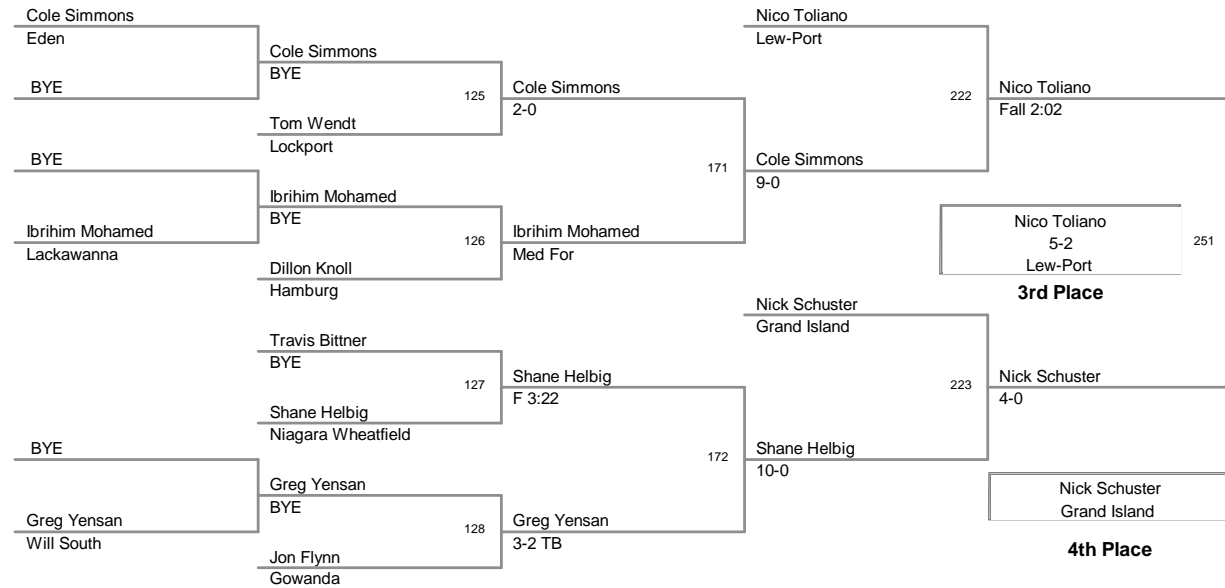 Cole Simmons
Eden
BYE
BYE
Ibrihim Mohamed
Lackawanna
BYE
Greg Yensan
Will South
Cole Simmons
BYE
125
Tom Wendt
Lockport
Ibrihim Mohamed
BYE
126
Dillon Knoll
Hamburg
Travis Bittner
BYE
127
Shane Helbig
Niagara Wheatfield
Greg Yensan
BYE
128
Jon Flynn
Gowanda
Cole Simmons
2-0
171
Ibrihim Mohamed
Med For
Shane Helbig
F 3:22
172
Greg Yensan
3-2 TB
Nico Toliano
Lew-Port
222
Cole Simmons
9-0
Nick Schuster
Grand Island
223
Shane Helbig
10-0
Nico Toliano
Fall 2:02
Nico Toliano
5-2
Lew-Port
251
3rd Place
Nick Schuster
4-0
Nick Schuster
Grand Island
4th Place